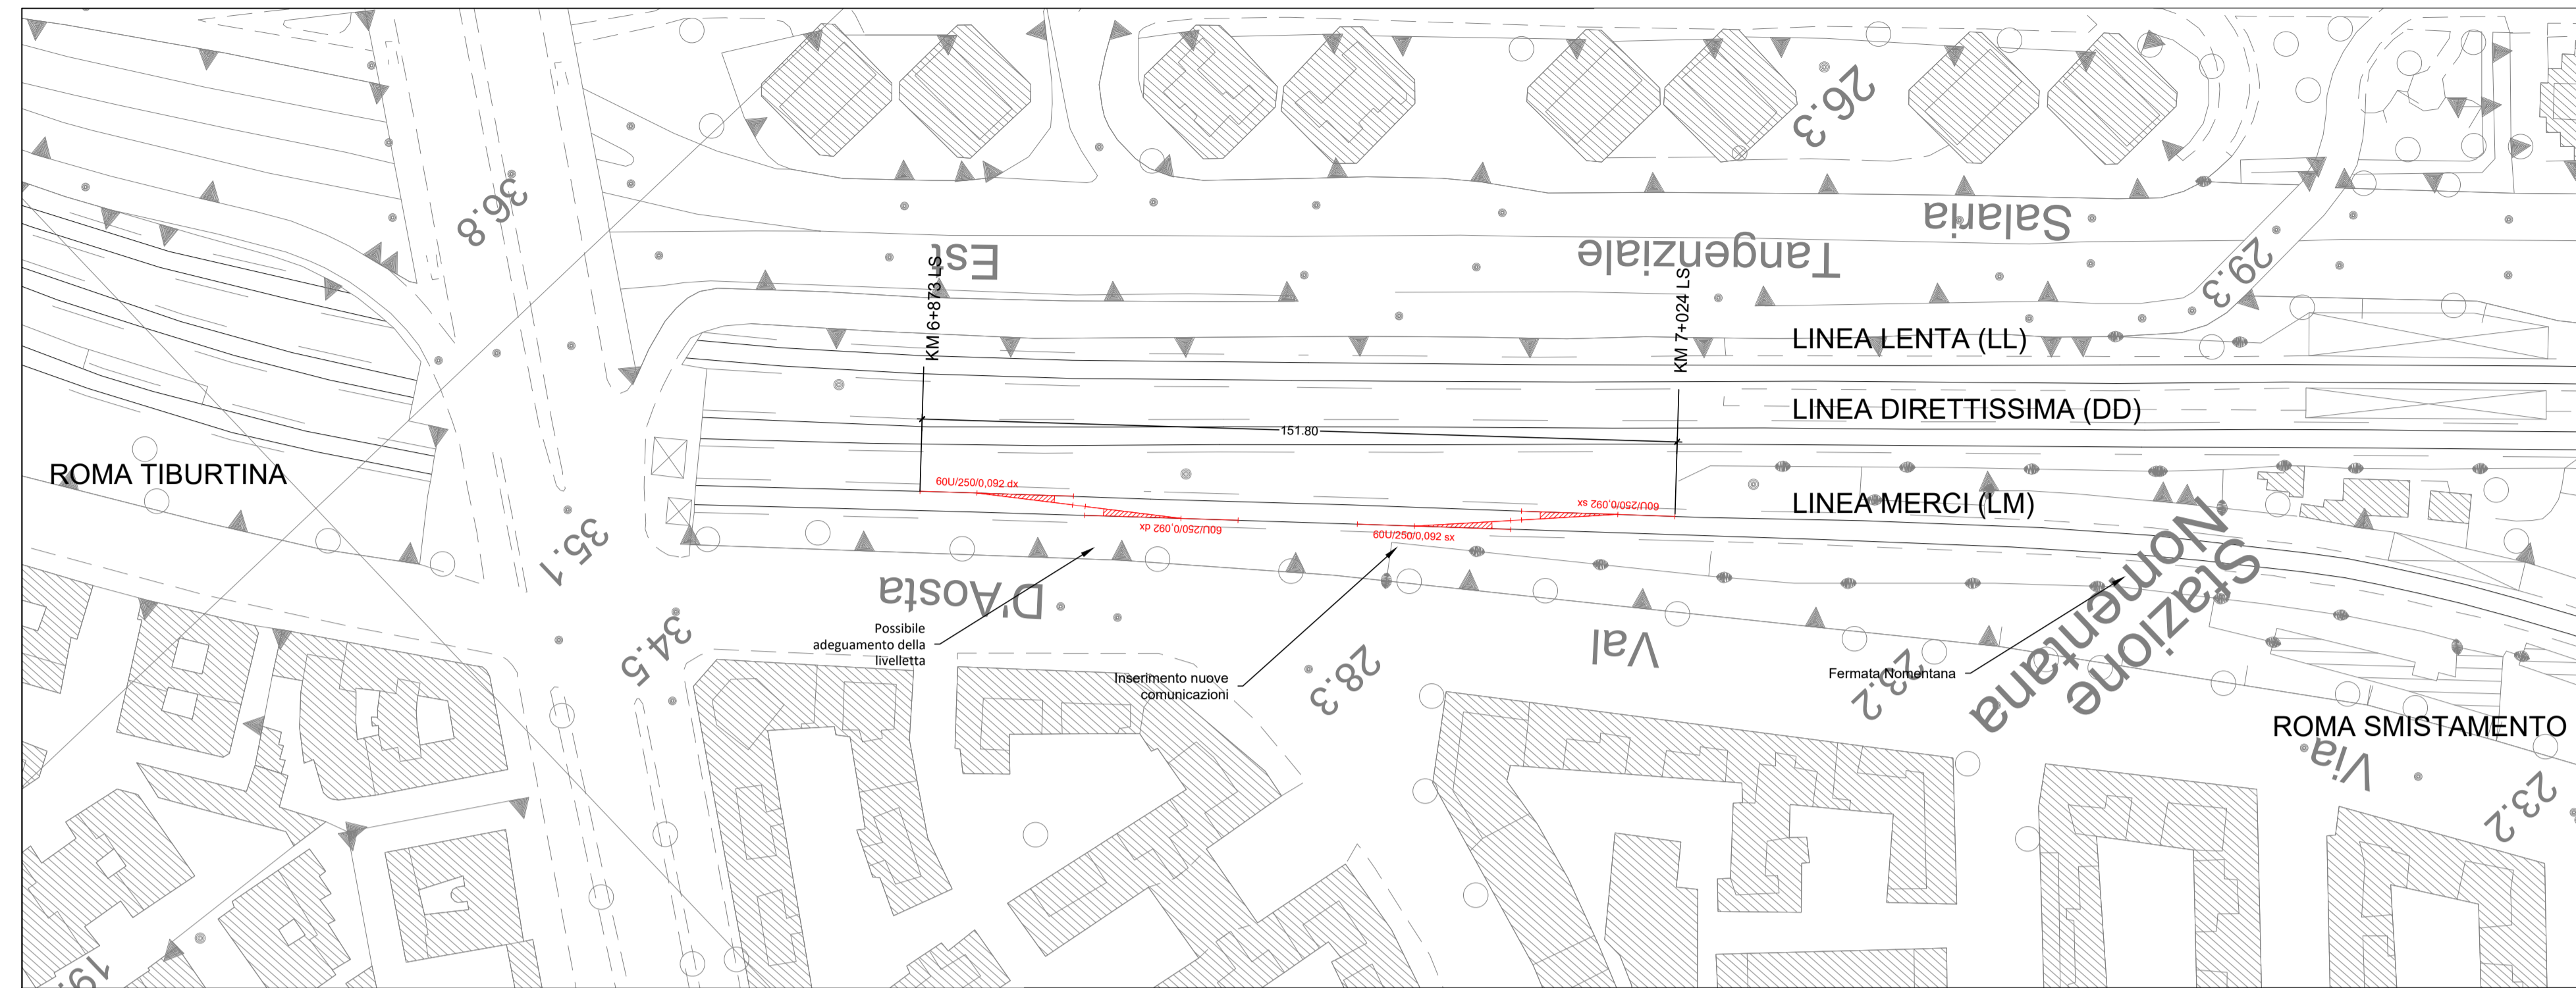 26.3
36.8
Salaria
Est
Tangenziale
29.3
KM 6+873 LS
KM 7+024 LS
LINEA LENTA (LL)
LINEA DIRETTISSIMA (DD)
151.80
ROMA TIBURTINA
60U/250/0,092 dx
60U/250/0,092 sx
LINEA MERCI (LM)
60U/250/0,092 dx
60U/250/0,092 sx
35.1
Stazione
Nomentana
D'Aosta
Possibile
adeguamento della
livelletta
34.5
Val
28.3
Inserimento nuove
comunicazioni
Fermata Nomentana
23.2
ROMA SMISTAMENTO
Via
23.2